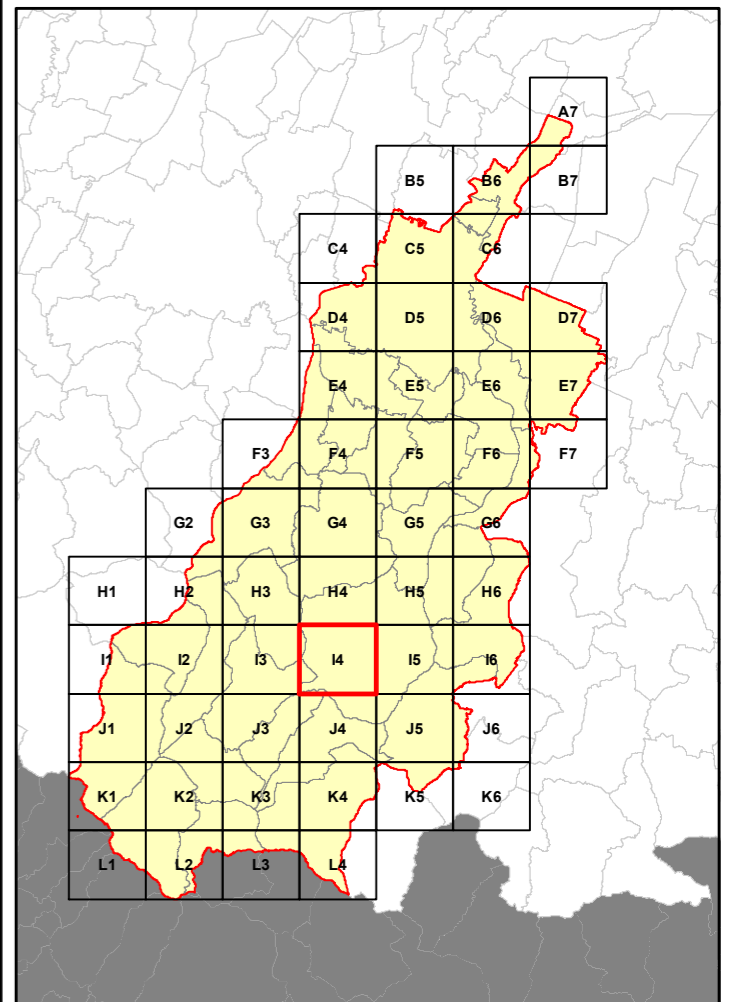 A7
B5 B6 B7
C4 C5 C6
D4 D5 D6 D7
E4 E5 E6 E7
F3 F4 F5 F6 F7
G2 G3 G4 G5 G6
H1 H2 H3 H4 H5 H6
I1 I2 I3 I4 I5 I6
J1 J2 J3 J4 J5 J6
K1 K2 K3 K4 K5 K6
L1 L2 L3 L4